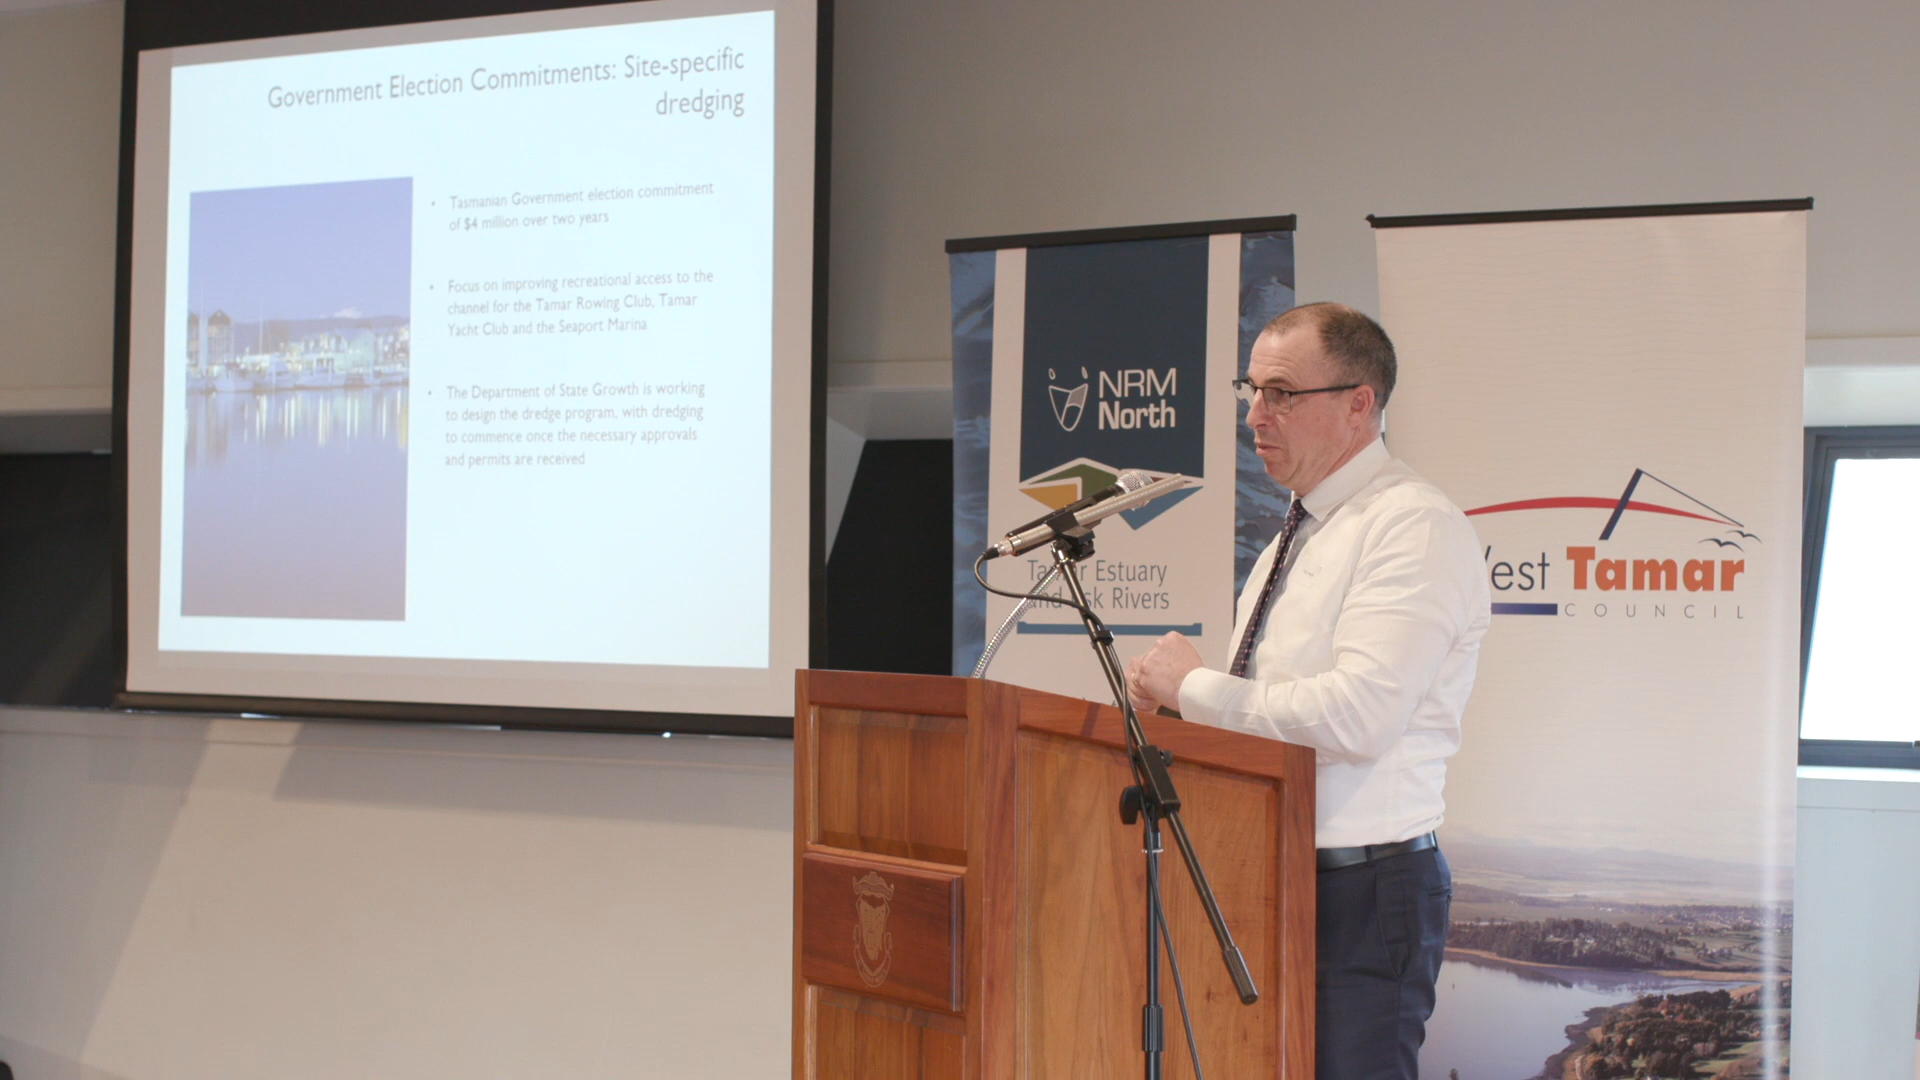 Government Election Commitments: Site-specific
dredging
• Tasmanian Government election commitment
of $4 million over two years
• Focus on improving recreational access to the
channel for the Tamar Rowing Club, Tamar
Yacht Club and the Seaport Marina
• The Department of State Growth is working
to design the dredge program, with dredging
to commence once the necessary approvals
and permits are received
NRM
North
Estuary
Rivers
Tamar
COUNCIL